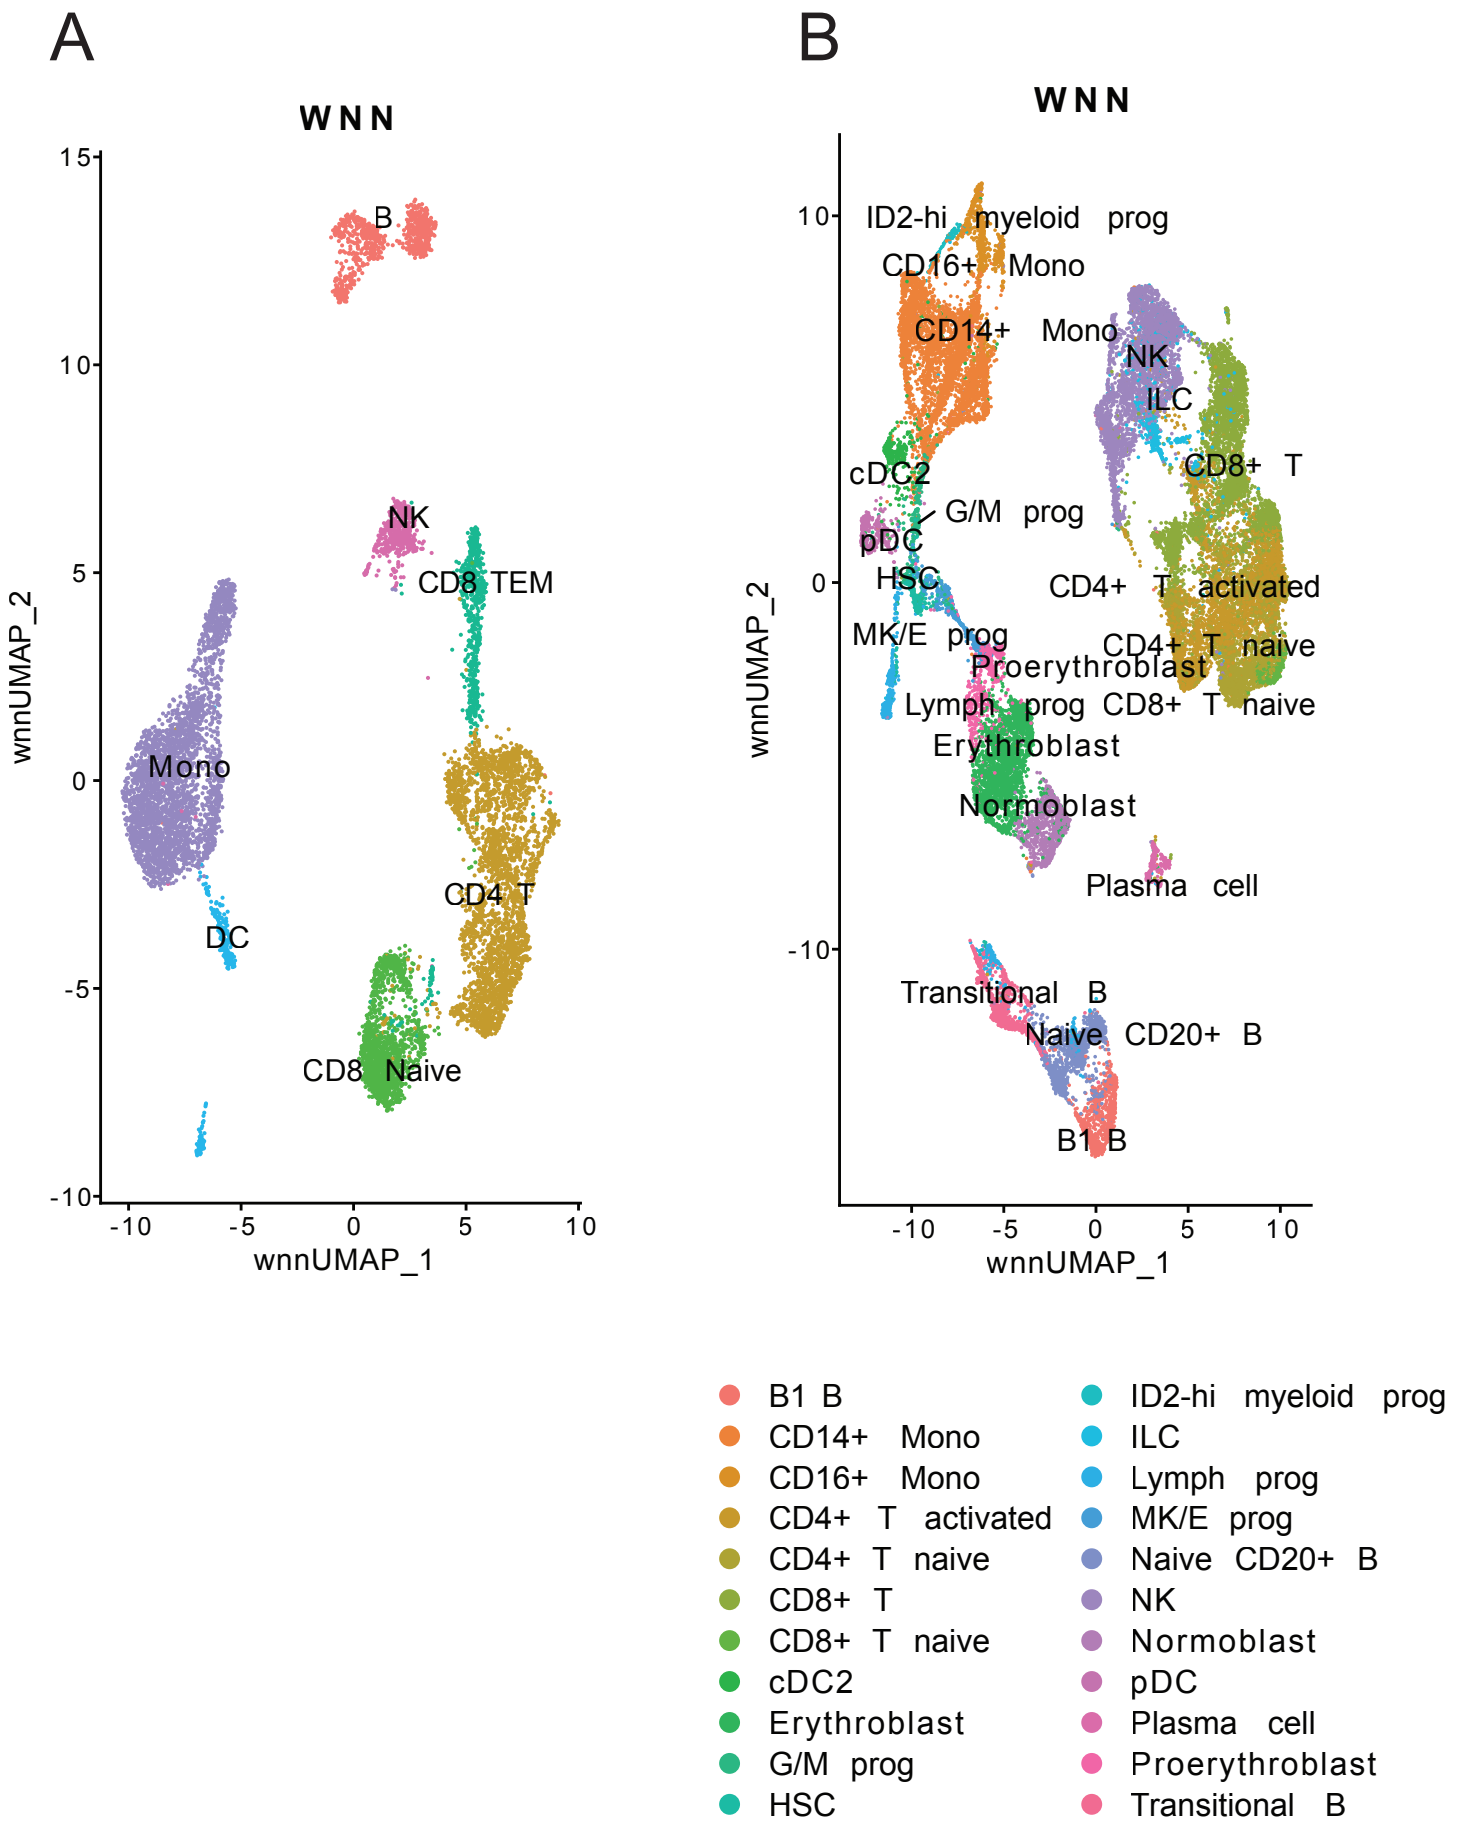 A
B
WNN
WNN
15
10
5
0
-5
-10
wnnUMAP_2
B
NK
CD8 TEM
Mono
CD4 T
DC
CD8 Naive
-10 -5 0 5 10
wnnUMAP_1
10
0
-10
wnnUMAP_2
ID2-hi myeloid prog
CD16+ Mono
CD14+ Mono
NK
ILC
CD8+ T
cDC2
G/M prog
pDC
HSC
CD4+ T activated
MK/E prog
CD4+ T naive
Proerythroblast
Lymph prog
CD8+ T naive
Erythroblast
Normoblast
Plasma cell
Transitional B
Naive CD20+ B
B1 B
-10 -5 0 5 10
wnnUMAP_1
B1 B
CD14+ Mono
CD16+ Mono
CD4+ T activated
CD4+ T naive
CD8+ T
CD8+ T naive
cDC2
Erythroblast
G/M prog
HSC
ID2-hi myeloid prog
ILC
Lymph prog
MK/E prog
Naive CD20+ B
NK
Normoblast
pDC
Plasma cell
Proerythroblast
Transitional B